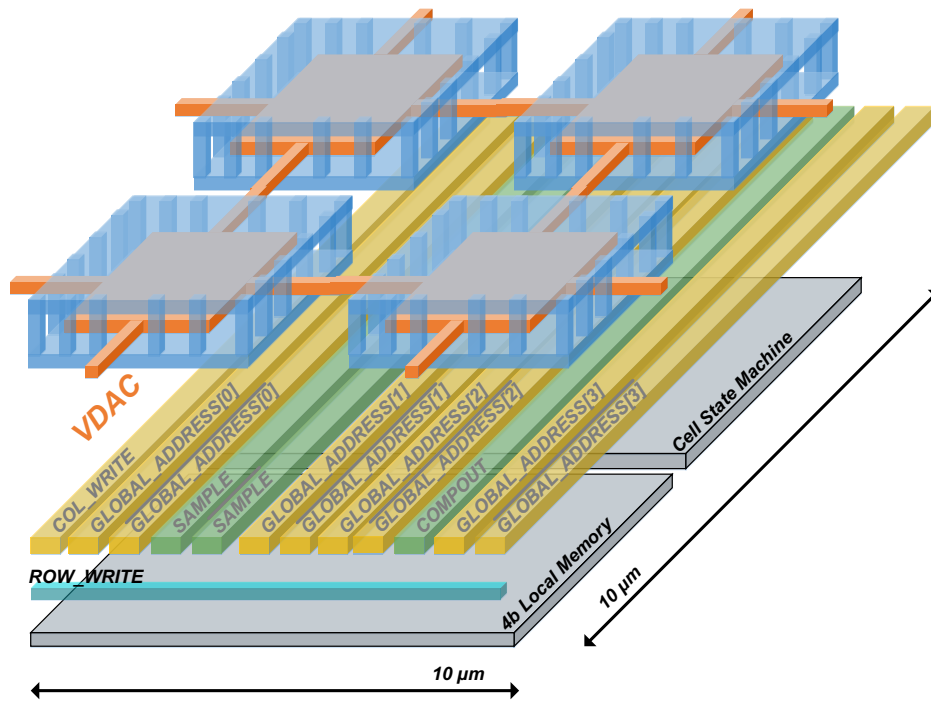 VDAC
COL_WRITE
GLOBAL_ADDRESS[0]
GLOBAL_ADDRESS[0]
SAMPLE
SAMPLE
GLOBAL_ADDRESS[1]
GLOBAL_ADDRESS[1]
GLOBAL_ADDRESS[2]
GLOBAL_ADDRESS[2]
COMPOUT
GLOBAL_ADDRESS[3]
GLOBAL_ADDRESS[3]
Cell State Machine
ROW_WRITE
4b Local Memory
10 µm
10 µm